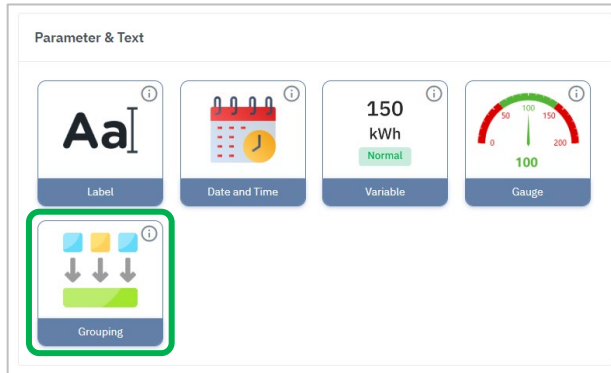 Parameter & Text
Aa
Label
Date and Time
150
kWh
Normal
Variable
50 100 150
0 200
100
Gauge
Grouping